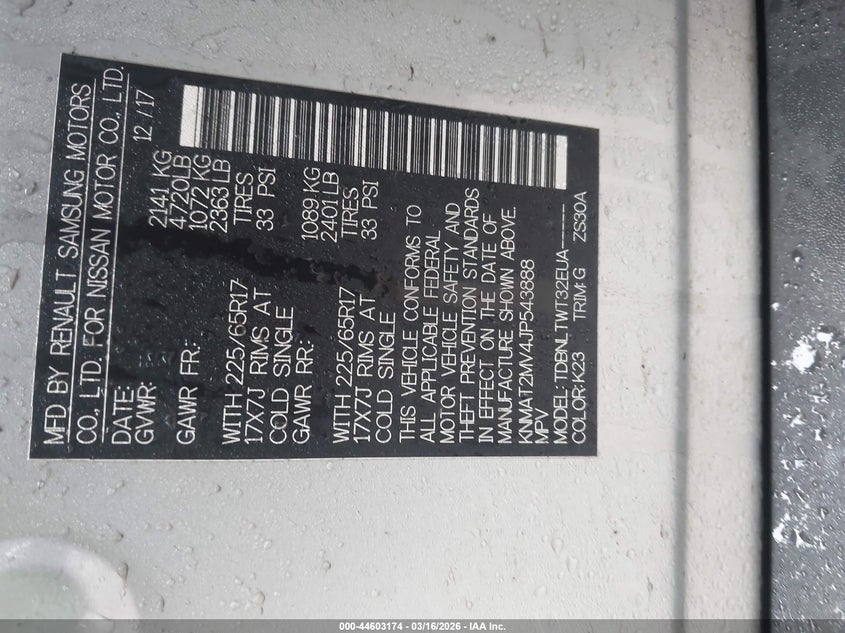 MFD BY RENAULT SAMSUNG MOTORS
CO., LTD. FOR NISSAN MOTOR CO., LTD.
DATE: 12 / 17
GVWR: 2141 KG
4720LB
GAWR FR: 1072 KG
2363 LB
WITH 225/65R17 TIRES
17X7J RIMS AT 33 PSI
COLD SINGLE
GAWR RR: 1089 KG
2401 LB
WITH 225/65R17 TIRES
17X7J RIMS AT 33 PSI
COLD SINGLE
THIS VEHICLE CONFORMS TO
ALL APPLICABLE FEDERAL
MOTOR VEHICLE SAFETY AND
THEFT PREVENTION STANDARDS
IN EFFECT ON THE DATE OF
MANUFACTURE SHOWN ABOVE.
KNMAT2MV4JP543888
MPV
MODEL: TDBNLTWT32EUA-----
COLOR: K23 TRIM:G ZS30A
000-44603174 - 03/16/2026 - IAA Inc.